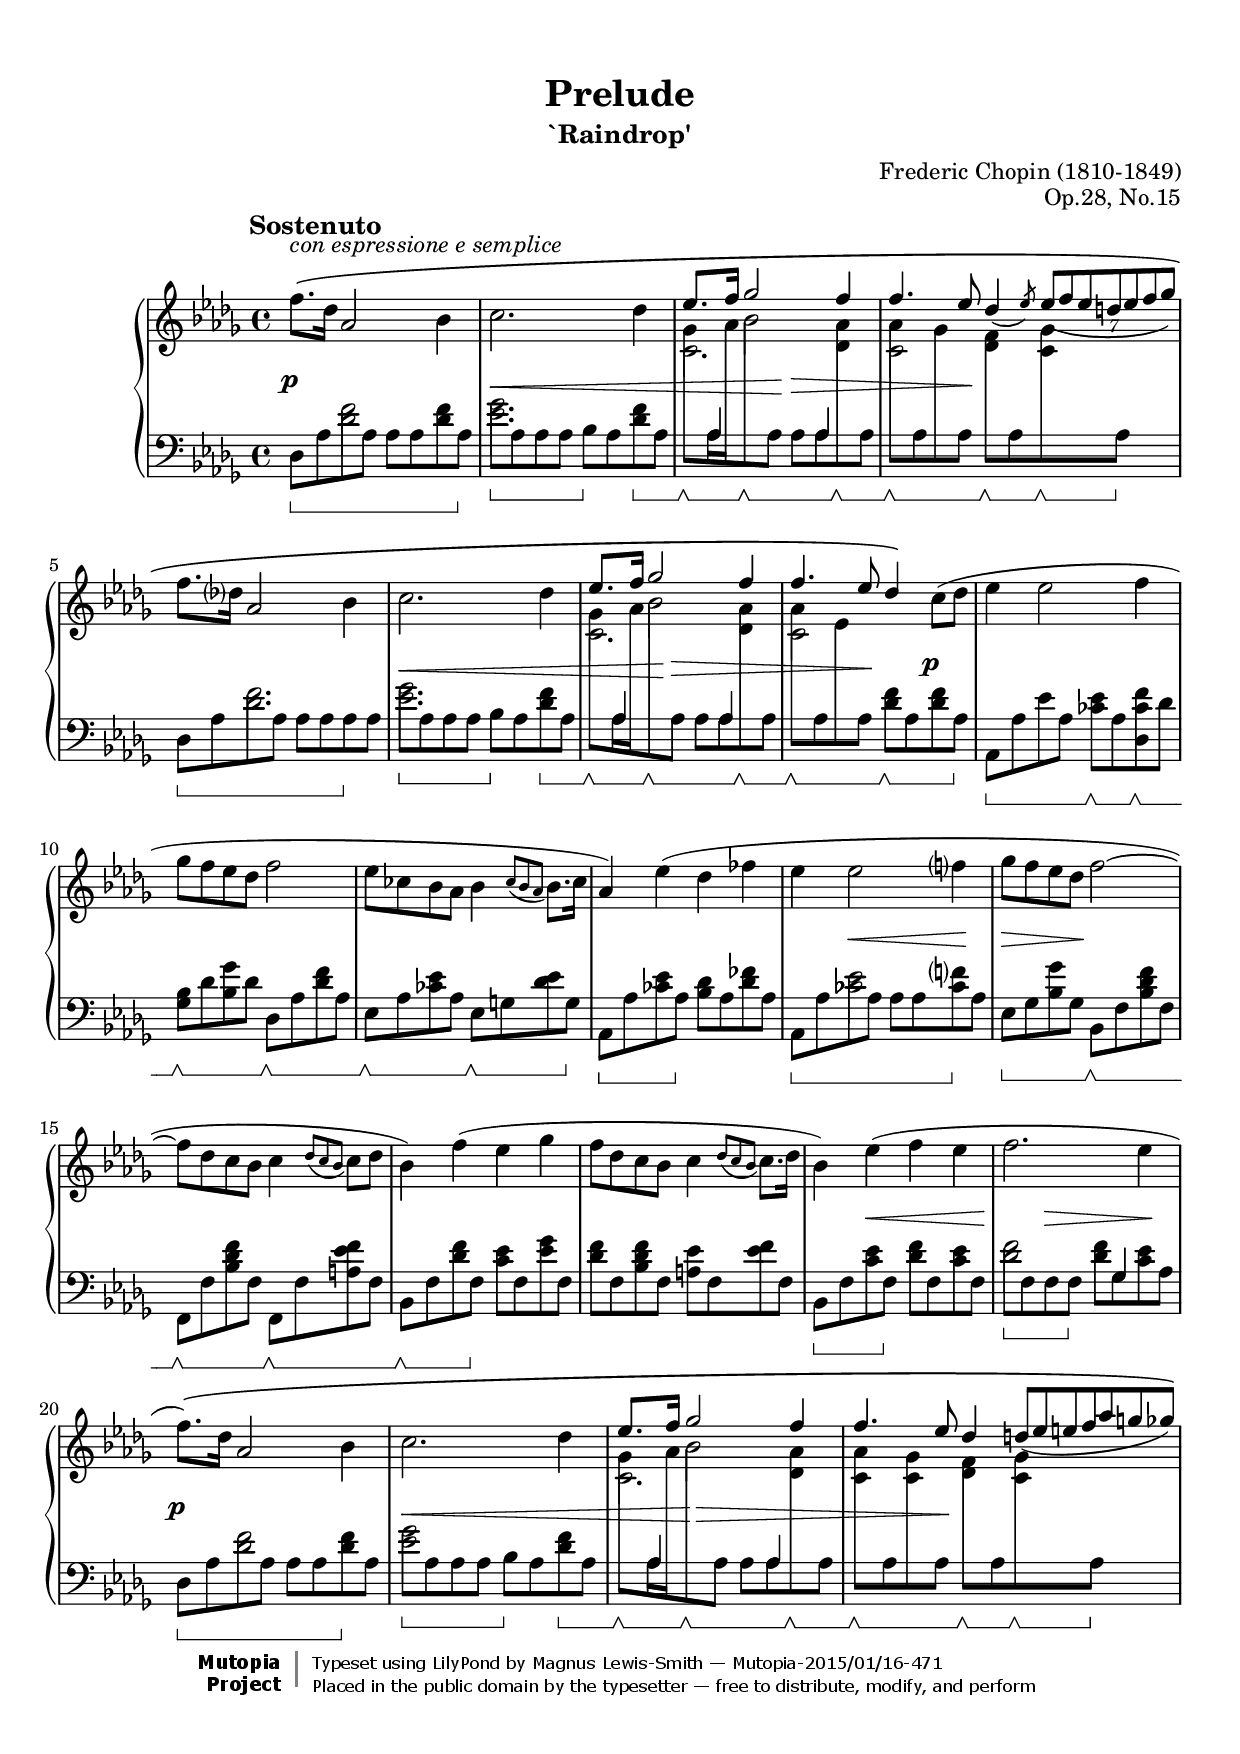 Prelude
`Raindrop'
Frederic Chopin (1810-1849)
Op.28, No.15
Sostenuto
con espressione e semplice
p
7
5
p
10
15
20
p
Mutopia Project
Typeset using LilyPond by Magnus Lewis-Smith — Mutopia-2015/01/16-471
Placed in the public domain by the typesetter — free to distribute, modify, and perform